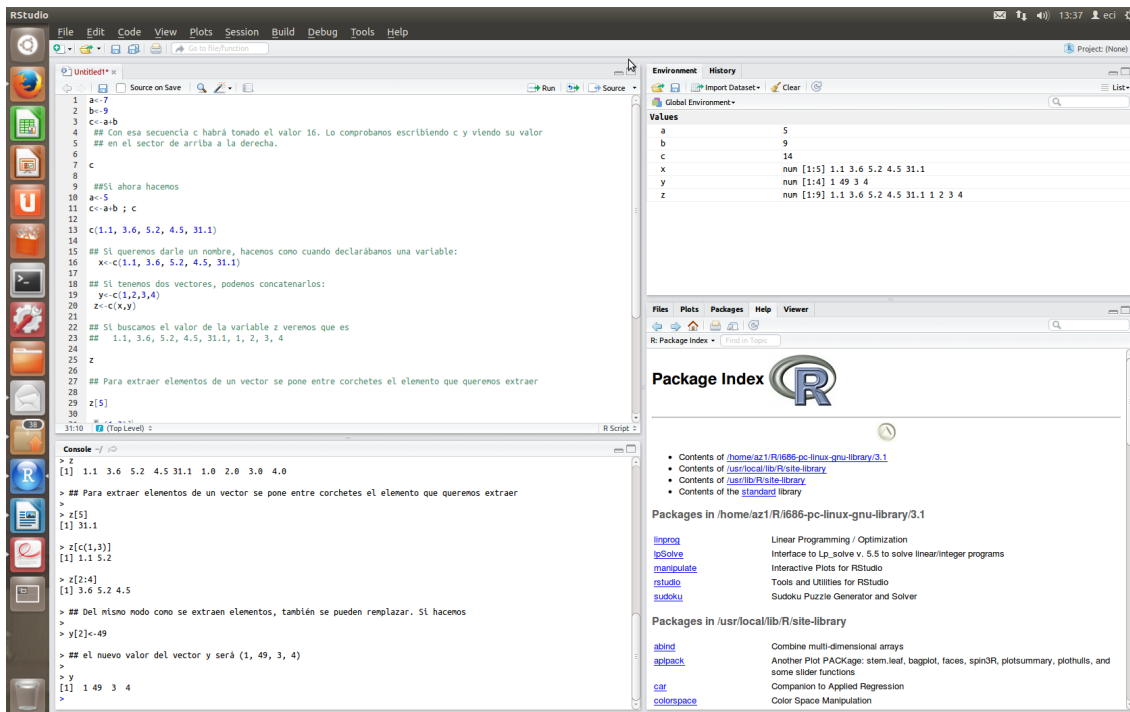 RStudio
13:37 eci
File Edit Code View Plots Session Build Debug Tools Help
Go to file/function
Project: (None)
Untitled1* ×
Source on Save
Run
Source
1 a<-7
2 b<-9
3 c<-a+b
4 ## Con esa secuencia c habrá tomado el valor 16. Lo comprobamos escribiendo c y viendo su valor
5 ## en el sector de arriba a la derecha.
6
7 c
8
9 ##Si ahora hacemos
10 a<-5
11 c<-a+b ; c
12
13 c(1.1, 3.6, 5.2, 4.5, 31.1)
14
15 ## Si queremos darle un nombre, hacemos como cuando declarábamos una variable:
16 x<-c(1.1, 3.6, 5.2, 4.5, 31.1)
17
18 ## Si tenemos dos vectores, podemos concatenarlos:
19 y<-c(1,2,3,4)
20 z<-c(x,y)
21
22 ## Si buscamos el valor de la variable z veremos que es
23 ## 1.1, 3.6, 5.2, 4.5, 31.1, 1, 2, 3, 4
24
25 z
26
27 ## Para extraer elementos de un vector se pone entre corchetes el elemento que queremos extraer
28
29 z[5]
30
31:10 (Top Level)
R Script
Console ~/
> z
[1] 1.1 3.6 5.2 4.5 31.1 1.0 2.0 3.0 4.0
> ## Para extraer elementos de un vector se pone entre corchetes el elemento que queremos extraer
>
> z[5]
[1] 31.1
> z[c(1,3)]
[1] 1.1 5.2
> z[2:4]
[1] 3.6 5.2 4.5
> ## Del mismo modo como se extraen elementos, también se pueden remplazar. Si hacemos
>
> y[2]<-49
> ## el nuevo valor del vector y será (1, 49, 3, 4)
>
> y
[1] 1 49 3 4
>
Environment History
Import Dataset Clear List
Global Environment
Values
a 5
b 9
c 14
x num [1:5] 1.1 3.6 5.2 4.5 31.1
y num [1:4] 1 49 3 4
z num [1:9] 1.1 3.6 5.2 4.5 31.1 1 2 3 4
Files Plots Packages Help Viewer
R: Package Index Find in Topic
Package Index R
• Contents of /home/az1/R/i686-pc-linux-gnu-library/3.1
• Contents of /usr/local/lib/R/site-library
• Contents of /usr/lib/R/site-library
• Contents of the standard library
Packages in /home/az1/R/i686-pc-linux-gnu-library/3.1
linprog Linear Programming / Optimization
lpSolve Interface to Lp_solve v. 5.5 to solve linear/integer programs
manipulate Interactive Plots for RStudio
rstudio Tools and Utilities for RStudio
sudoku Sudoku Puzzle Generator and Solver
Packages in /usr/local/lib/R/site-library
abind Combine multi-dimensional arrays
aplpack Another Plot PACKage: stem.leaf, bagplot, faces, spin3R, plotsummary, plothulls, and
some slider functions
car Companion to Applied Regression
colorspace Color Space Manipulation
38
R